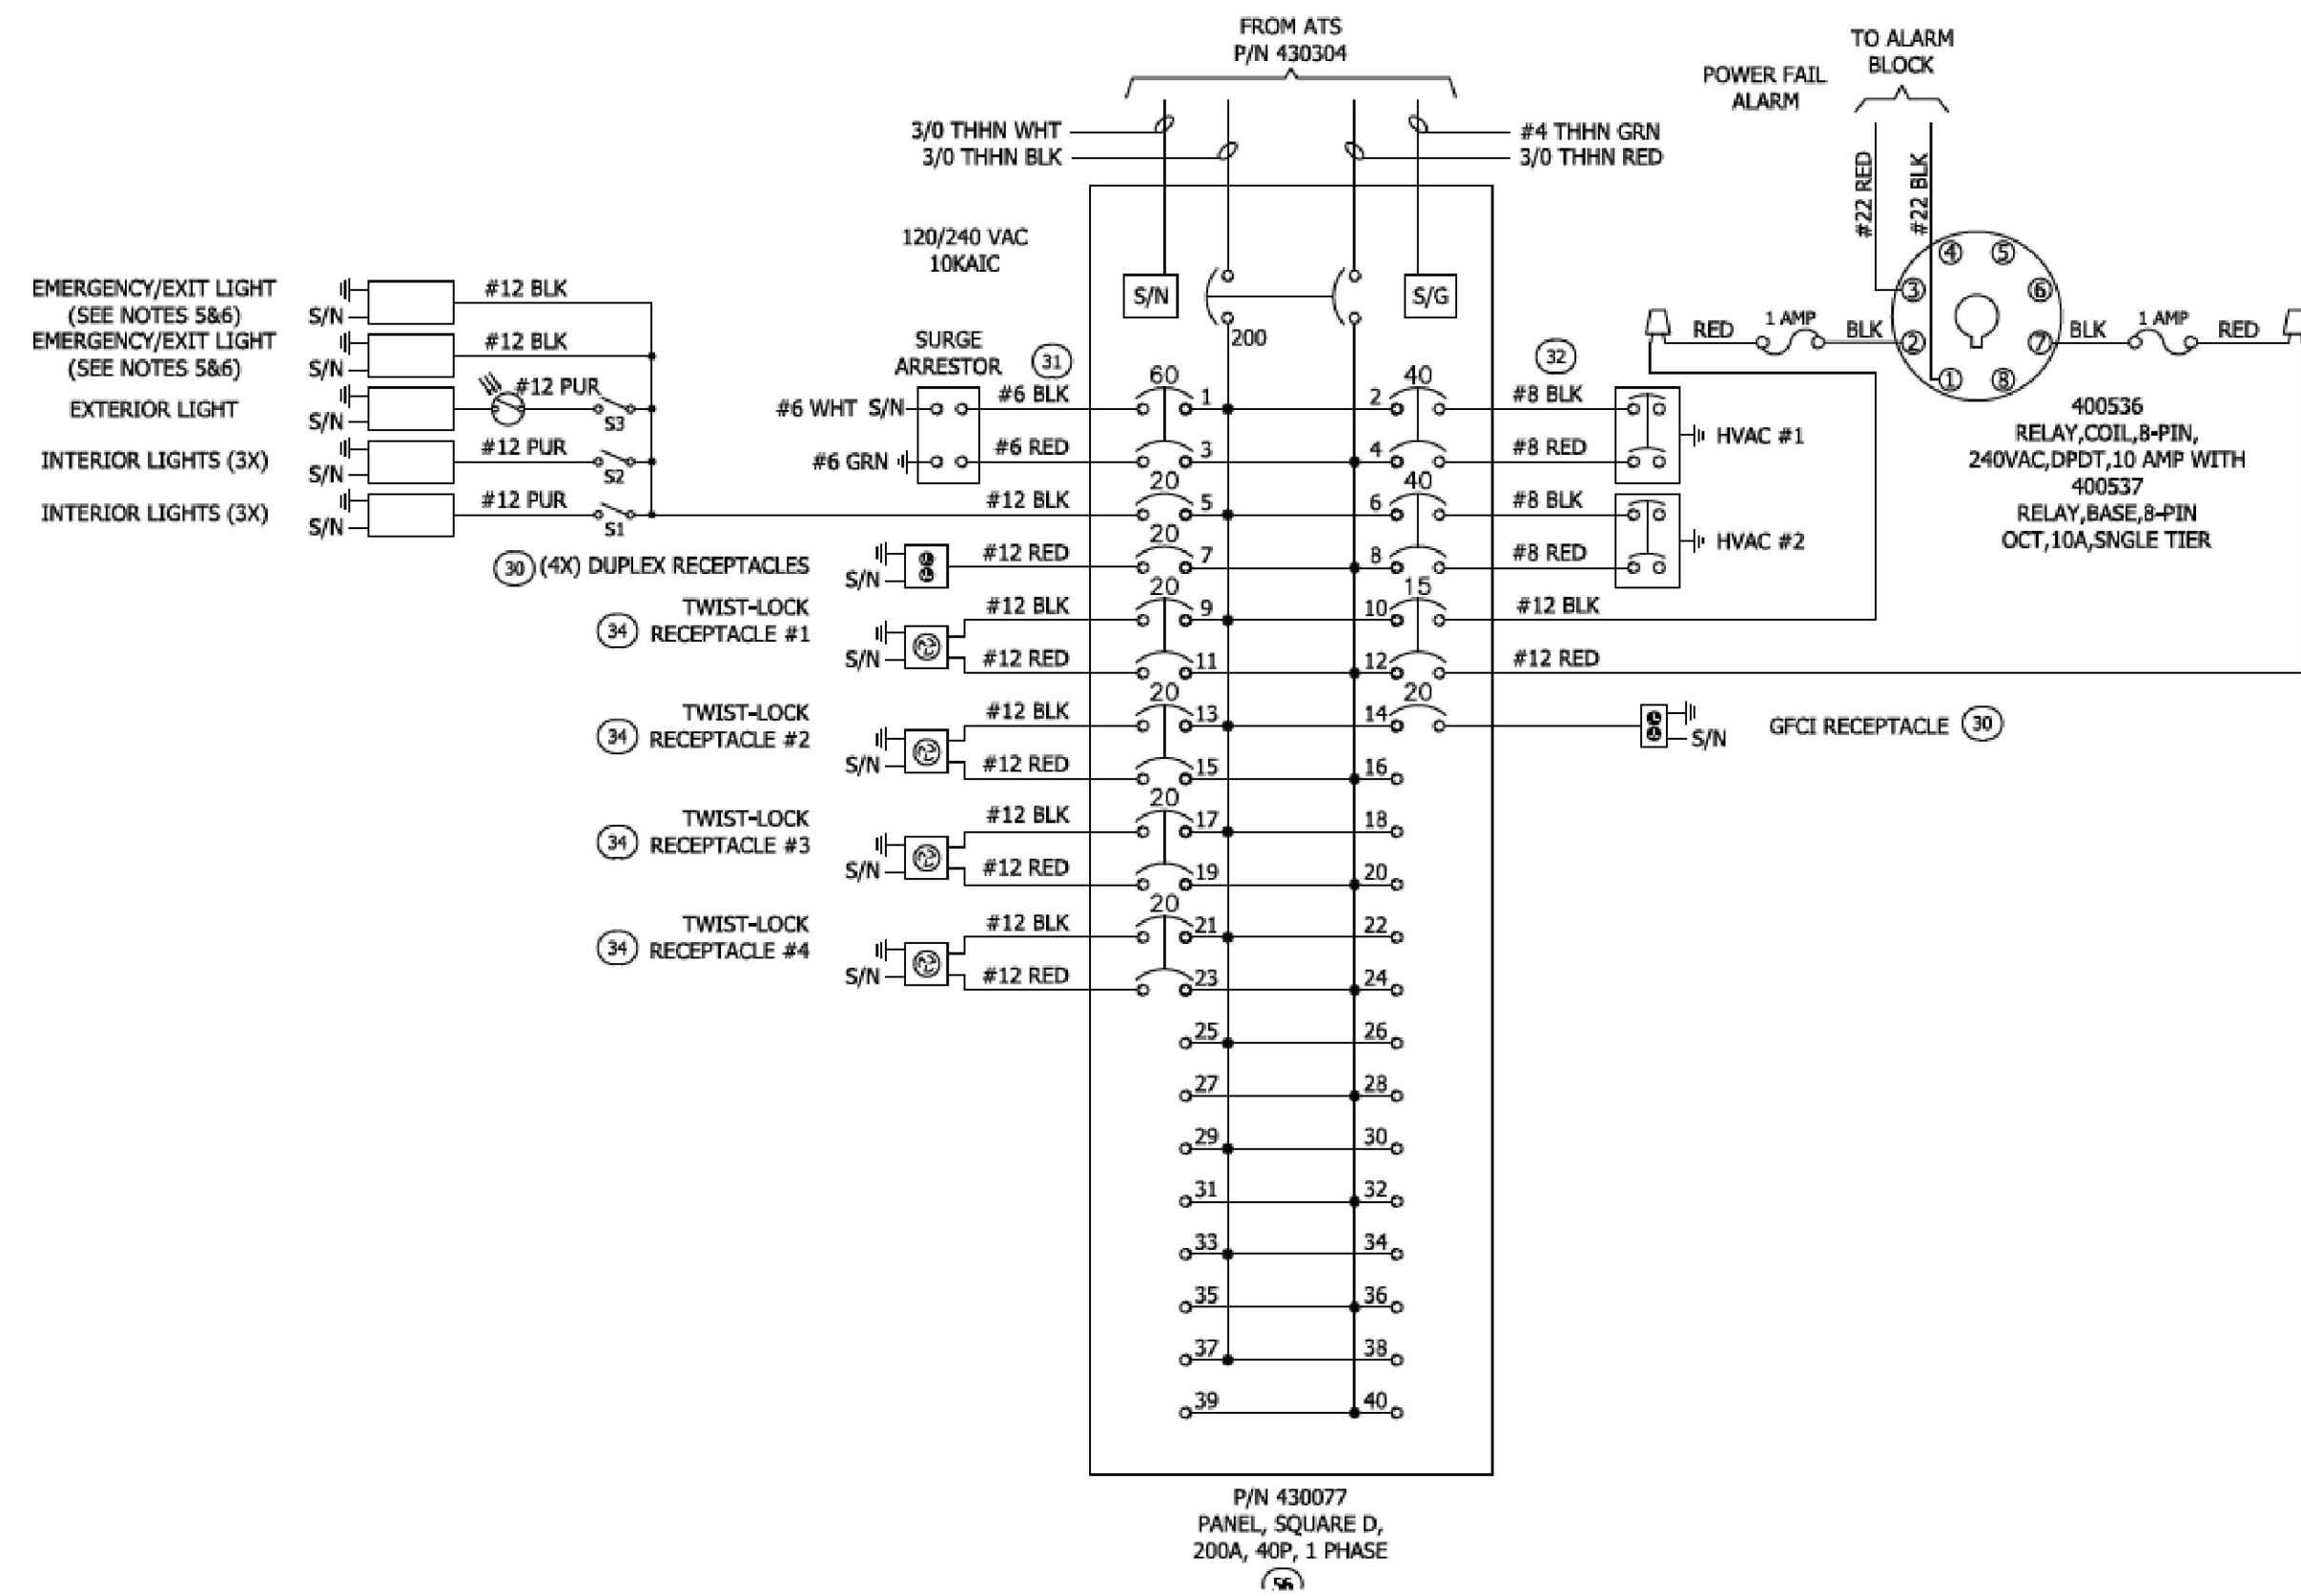 FROM ATS
P/N 430304
3/0 THHN WHT
3/0 THHN BLK
#4 THHN GRN
3/0 THHN RED
TO ALARM
BLOCK
POWER FAIL
ALARM
#22 RED
#22 BLK
120/240 VAC
10KAIC
S/N
S/G
200
EMERGENCY/EXIT LIGHT
(SEE NOTES 5&6)
S/N
#12 BLK
EMERGENCY/EXIT LIGHT
(SEE NOTES 5&6)
S/N
#12 BLK
EXTERIOR LIGHT
S/N
#12 PUR
S3
INTERIOR LIGHTS (3X)
S/N
#12 PUR
S2
INTERIOR LIGHTS (3X)
S/N
#12 PUR
S1
SURGE
ARRESTOR
31
#6 WHT S/N
#6 BLK
60
1
#6 GRN
#6 RED
3
#12 BLK
20
5
30
(4X) DUPLEX RECEPTACLES
S/N
#12 RED
20
7
TWIST-LOCK
34
RECEPTACLE #1
S/N
#12 BLK
20
9
#12 RED
11
TWIST-LOCK
34
RECEPTACLE #2
S/N
#12 BLK
20
13
#12 RED
15
TWIST-LOCK
34
RECEPTACLE #3
S/N
#12 BLK
20
17
#12 RED
19
TWIST-LOCK
34
RECEPTACLE #4
S/N
#12 BLK
20
21
#12 RED
23
25
27
29
31
33
35
37
39
32
40
2
#8 BLK
4
#8 RED
HVAC #1
40
6
#8 BLK
8
#8 RED
HVAC #2
15
10
#12 BLK
12
#12 RED
20
14
S/N
GFCI RECEPTACLE
30
16
18
20
22
24
26
28
30
32
34
36
38
40
4
5
3
6
2
7
1
8
RED
1 AMP
BLK
BLK
1 AMP
RED
400536
RELAY,COIL,8-PIN,
240VAC,DPDT,10 AMP WITH
400537
RELAY,BASE,8-PIN
OCT,10A,SNGLE TIER
P/N 430077
PANEL, SQUARE D,
200A, 40P, 1 PHASE
56